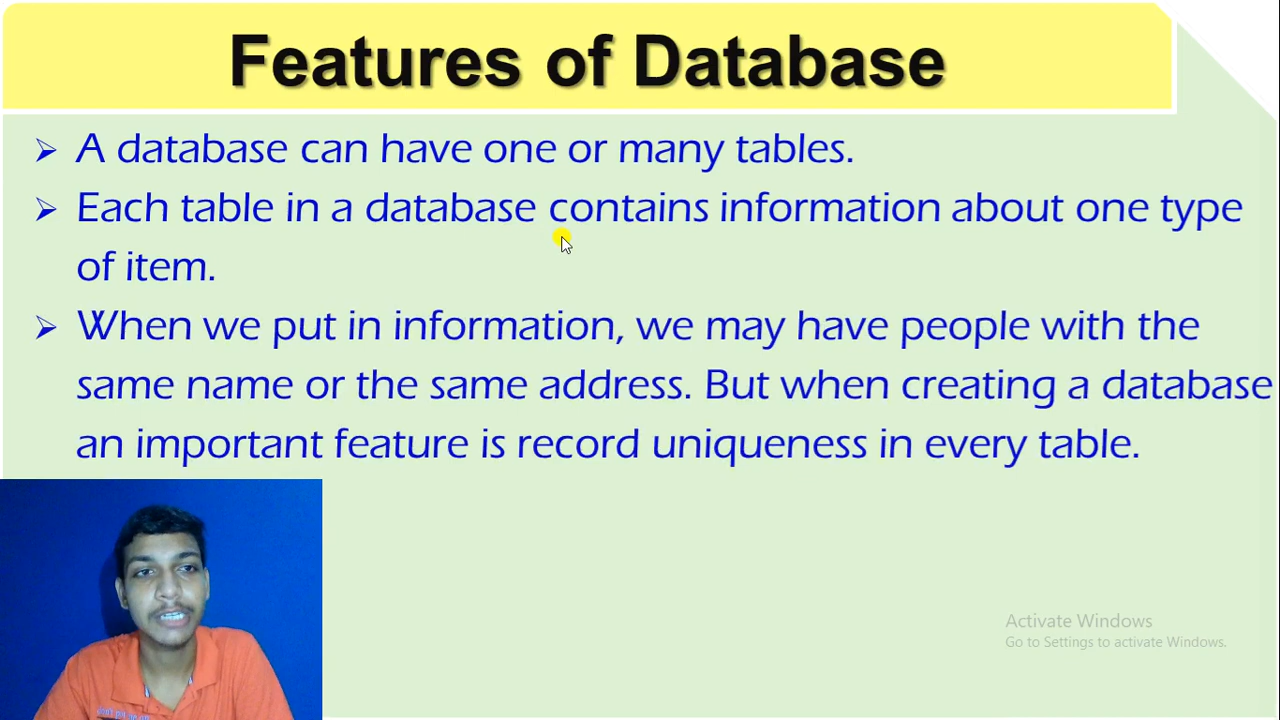 Features of Database
A database can have one or many tables.
Each table in a database contains information about one type
of item.
When we put in information, we may have people with the
same name or the same address. But when creating a database
an important feature is record uniqueness in every table.
Activate Windows
Go to Settings to activate Windows.